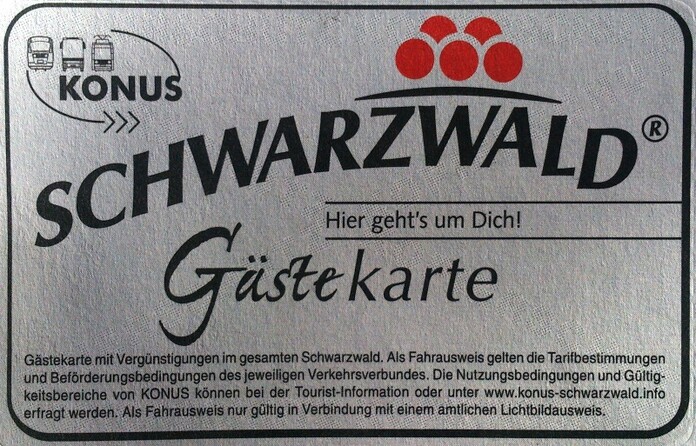 KONUS
SCHWARZWALD®
Hier geht's um Dich!
Gästekarte
Gästekarte mit Vergünstigungen im gesamten Schwarzwald. Als Fahrausweis gelten die Tarifbestimmungen
und Beförderungsbedingungen des jeweiligen Verkehrsverbundes. Die Nutzungsbedingungen und Gültig-
keitsbereiche von KONUS können bei der Tourist-Information oder unter www.konus-schwarzwald.info
erfragt werden. Als Fahrausweis nur gültig in Verbindung mit einem amtlichen Lichtbildausweis.